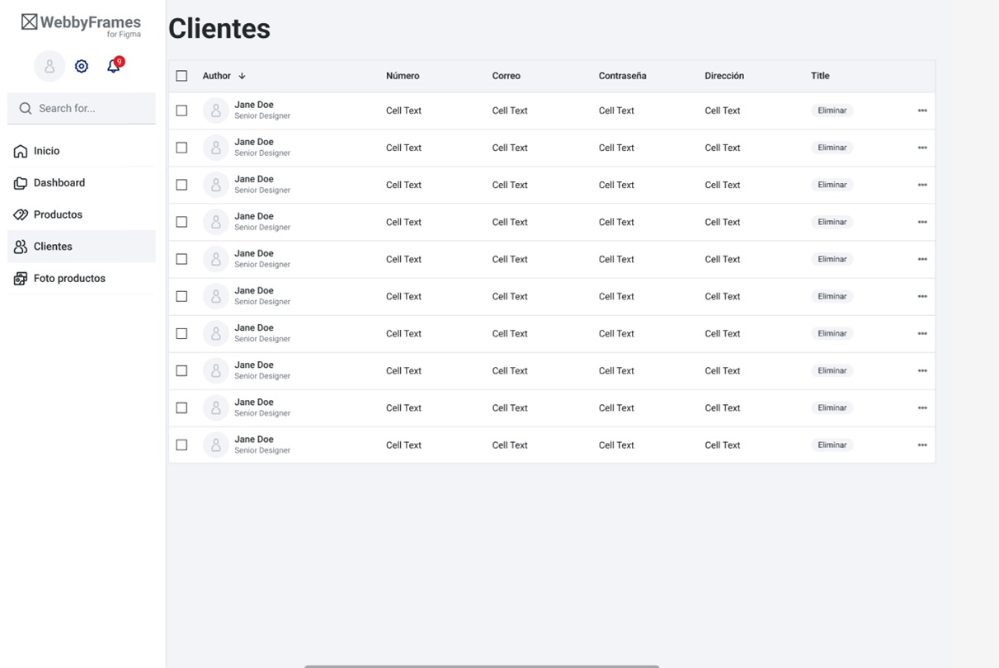 WebbyFrames
for Figma
9
Search for...
Inicio
Dashboard
Productos
Clientes
Foto productos
Clientes
Author Número Correo Contraseña Dirección Title
Jane Doe
Senior Designer
Cell Text Cell Text Cell Text Cell Text Eliminar
Jane Doe
Senior Designer
Cell Text Cell Text Cell Text Cell Text Eliminar
Jane Doe
Senior Designer
Cell Text Cell Text Cell Text Cell Text Eliminar
Jane Doe
Senior Designer
Cell Text Cell Text Cell Text Cell Text Eliminar
Jane Doe
Senior Designer
Cell Text Cell Text Cell Text Cell Text Eliminar
Jane Doe
Senior Designer
Cell Text Cell Text Cell Text Cell Text Eliminar
Jane Doe
Senior Designer
Cell Text Cell Text Cell Text Cell Text Eliminar
Jane Doe
Senior Designer
Cell Text Cell Text Cell Text Cell Text Eliminar
Jane Doe
Senior Designer
Cell Text Cell Text Cell Text Cell Text Eliminar
Jane Doe
Senior Designer
Cell Text Cell Text Cell Text Cell Text Eliminar